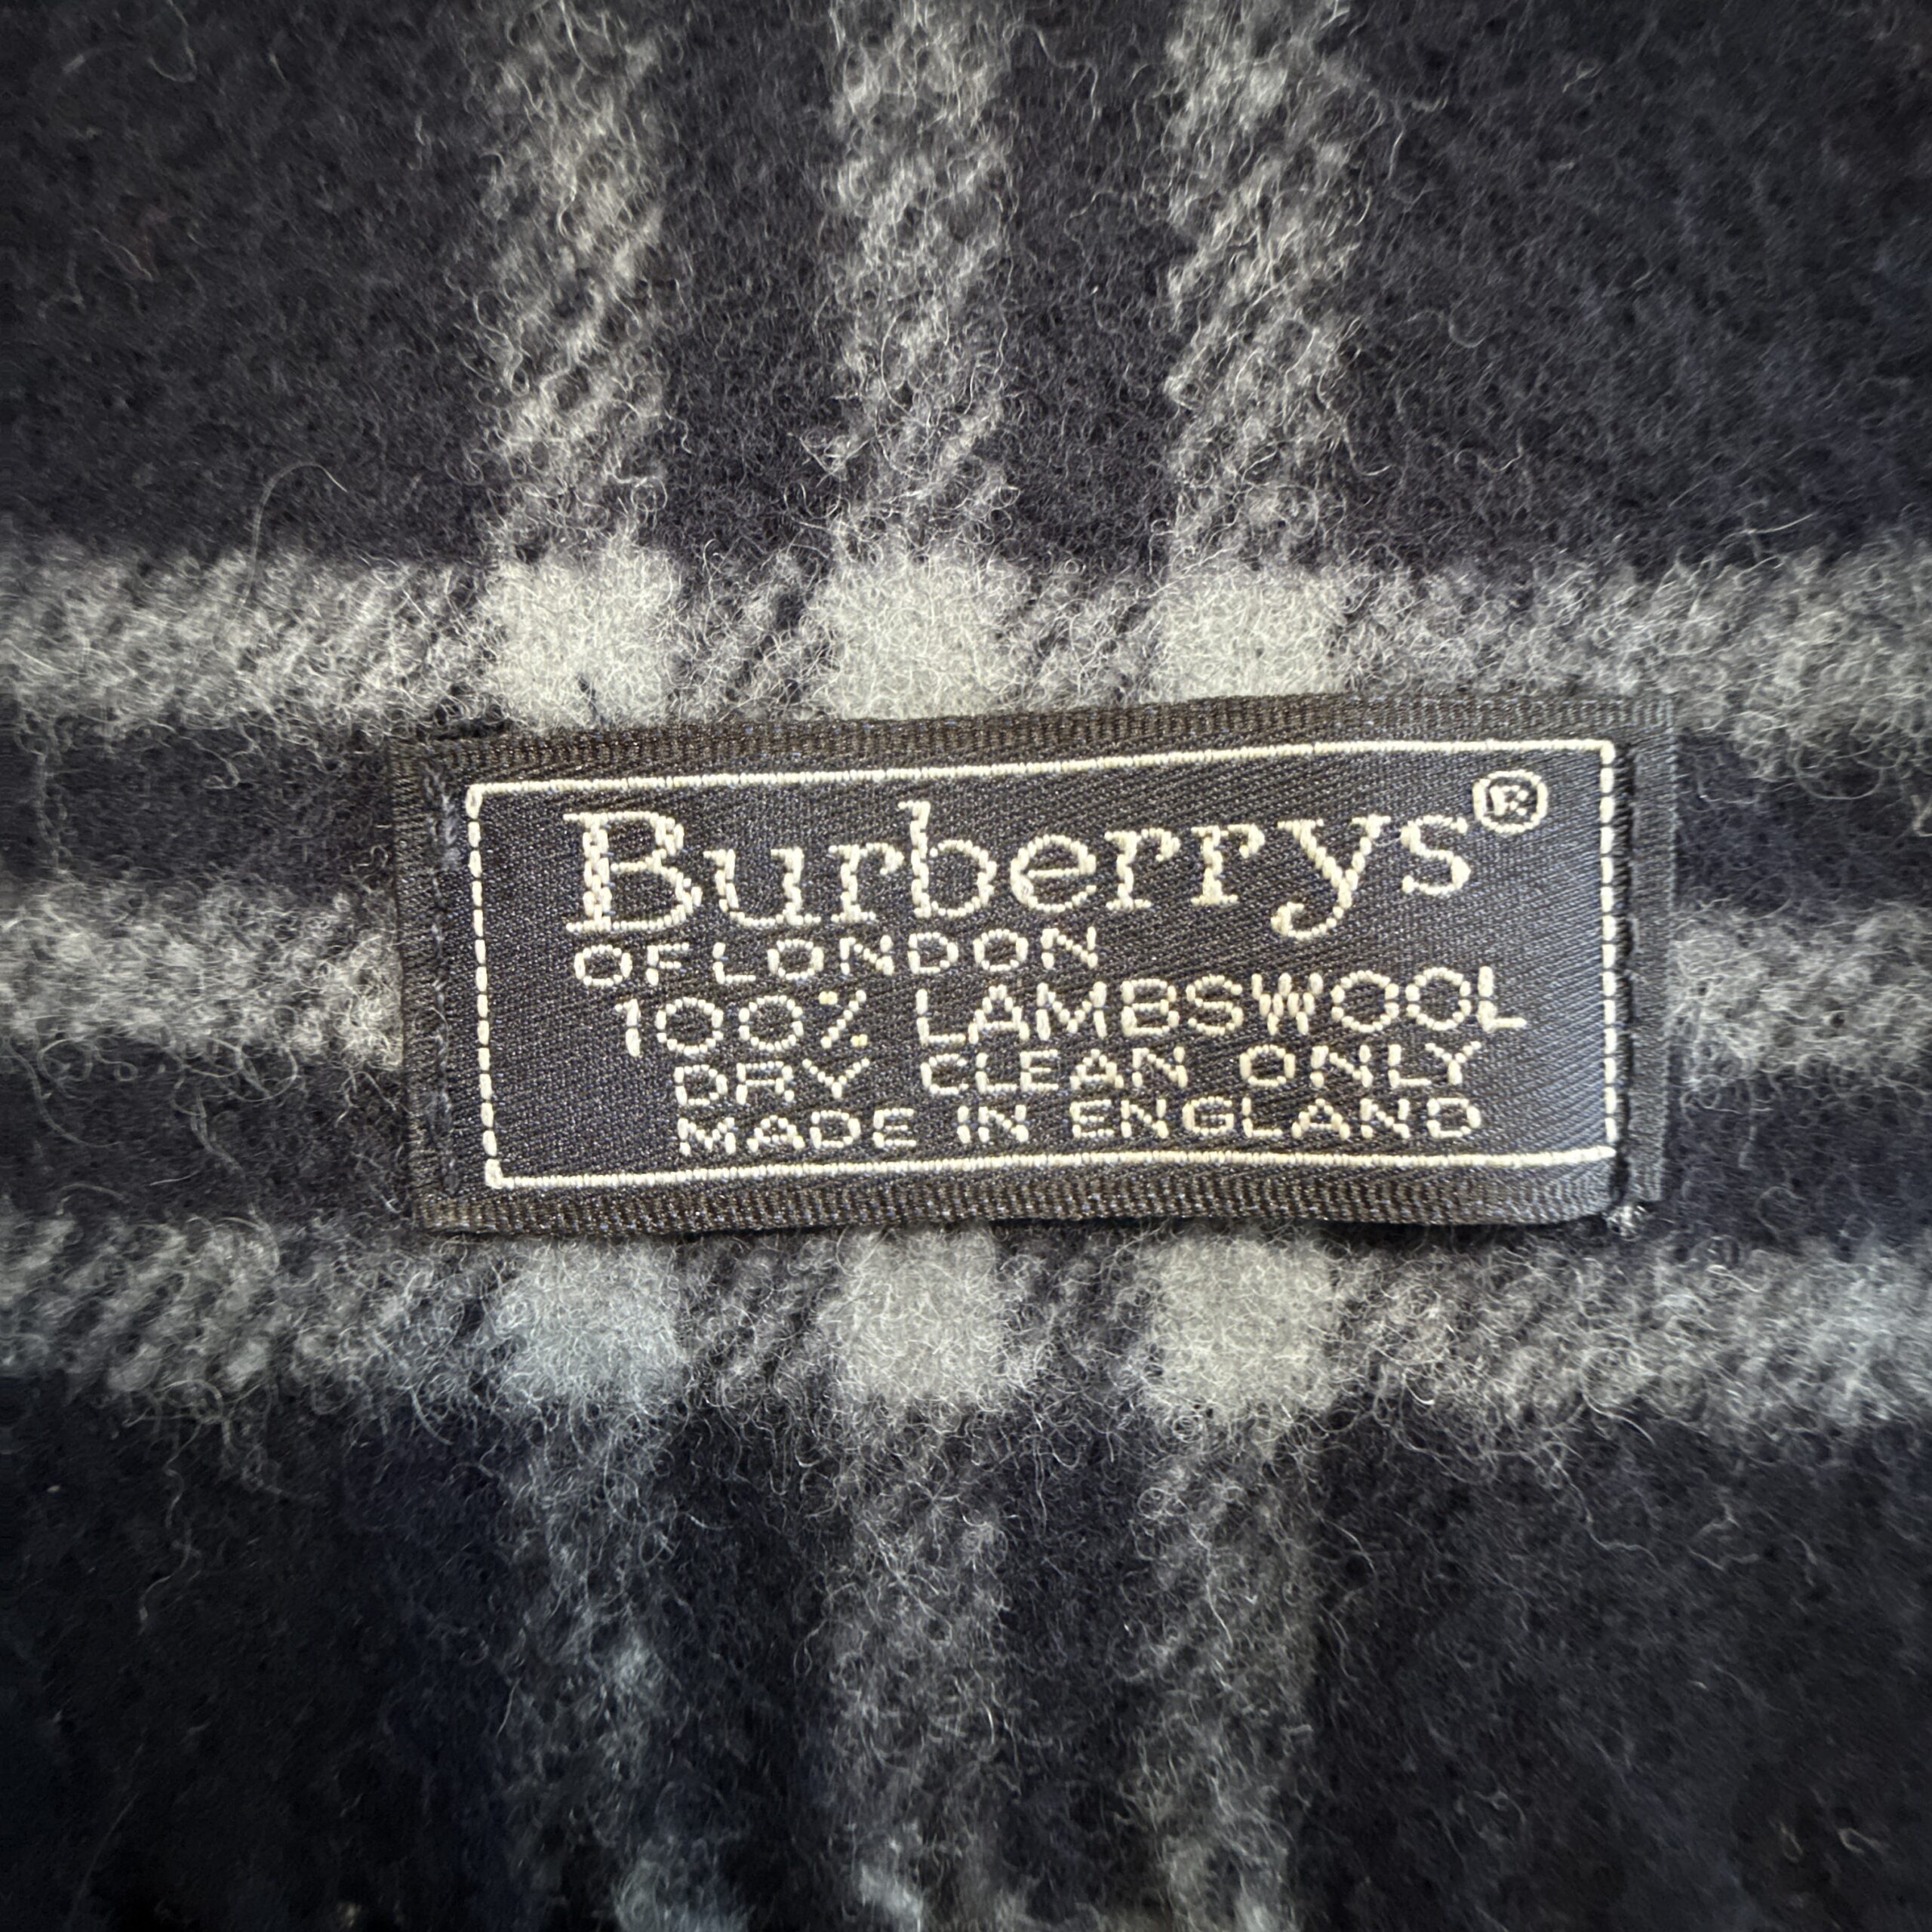 Burberrys®
OF LONDON
100% LAMBSWOOL
DRY CLEAN ONLY
MADE IN ENGLAND